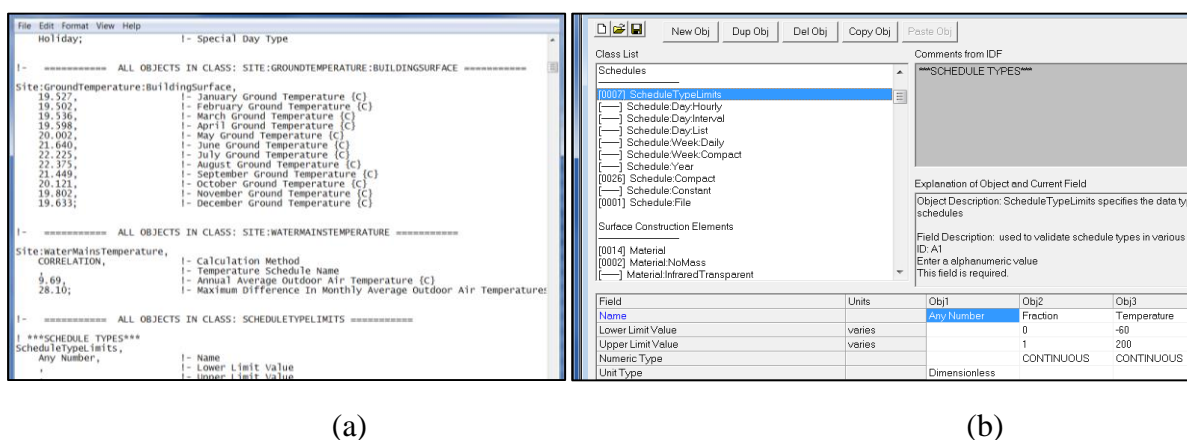 File Edit Format View Help
Holiday; !- Special Day Type
!- =========== ALL OBJECTS IN CLASS: SITE:GROUNDTEMPERATURE:BUILDINGSURFACE ===========
Site:GroundTemperature:BuildingSurface,
19.527, !- January Ground Temperature {C}
19.502, !- February Ground Temperature {C}
19.536, !- March Ground Temperature {C}
19.598, !- April Ground Temperature {C}
20.002, !- May Ground Temperature {C}
21.640, !- June Ground Temperature {C}
22.225, !- July Ground Temperature {C}
22.375, !- August Ground Temperature {C}
21.449, !- September Ground Temperature {C}
20.121, !- October Ground Temperature {C}
19.802, !- November Ground Temperature {C}
19.633; !- December Ground Temperature {C}
!- =========== ALL OBJECTS IN CLASS: SITE:WATERMAINSTEMPERATURE ===========
Site:WaterMainsTemperature,
CORRELATION, !- Calculation Method
, !- Temperature Schedule Name
9.69, !- Annual Average Outdoor Air Temperature {C}
28.10; !- Maximum Difference In Monthly Average Outdoor Air Temperatures
!- =========== ALL OBJECTS IN CLASS: SCHEDULETYPELIMITS ===========
! ***SCHEDULE TYPES***
ScheduleTypeLimits,
Any Number, !- Name
, !- Lower Limit Value
, !- Upper Limit Value
(a)
New Obj Dup Obj Del Obj Copy Obj Paste Obj
Class List
Schedules
[0007] ScheduleTypeLimits
[------] Schedule:Day:Hourly
[------] Schedule:Day:Interval
[------] Schedule:Day:List
[------] Schedule:Week:Daily
[------] Schedule:Week:Compact
[------] Schedule:Year
[0026] Schedule:Compact
[------] Schedule:Constant
[0001] Schedule:File
Surface Construction Elements
[0014] Material
[0002] Material:NoMass
[------] Material:InfraredTransparent
Comments from IDF
***SCHEDULE TYPES***
Explanation of Object and Current Field
Object Description: ScheduleTypeLimits specifies the data ty
schedules
Field Description: used to validate schedule types in various
ID: A1
Enter a alphanumeric value
This field is required.
Field Units Obj1 Obj2 Obj3
Name Any Number Fraction Temperature
Lower Limit Value varies 0 -60
Upper Limit Value varies 1 200
Numeric Type CONTINUOUS CONTINUOUS
Unit Type Dimensionless
(b)